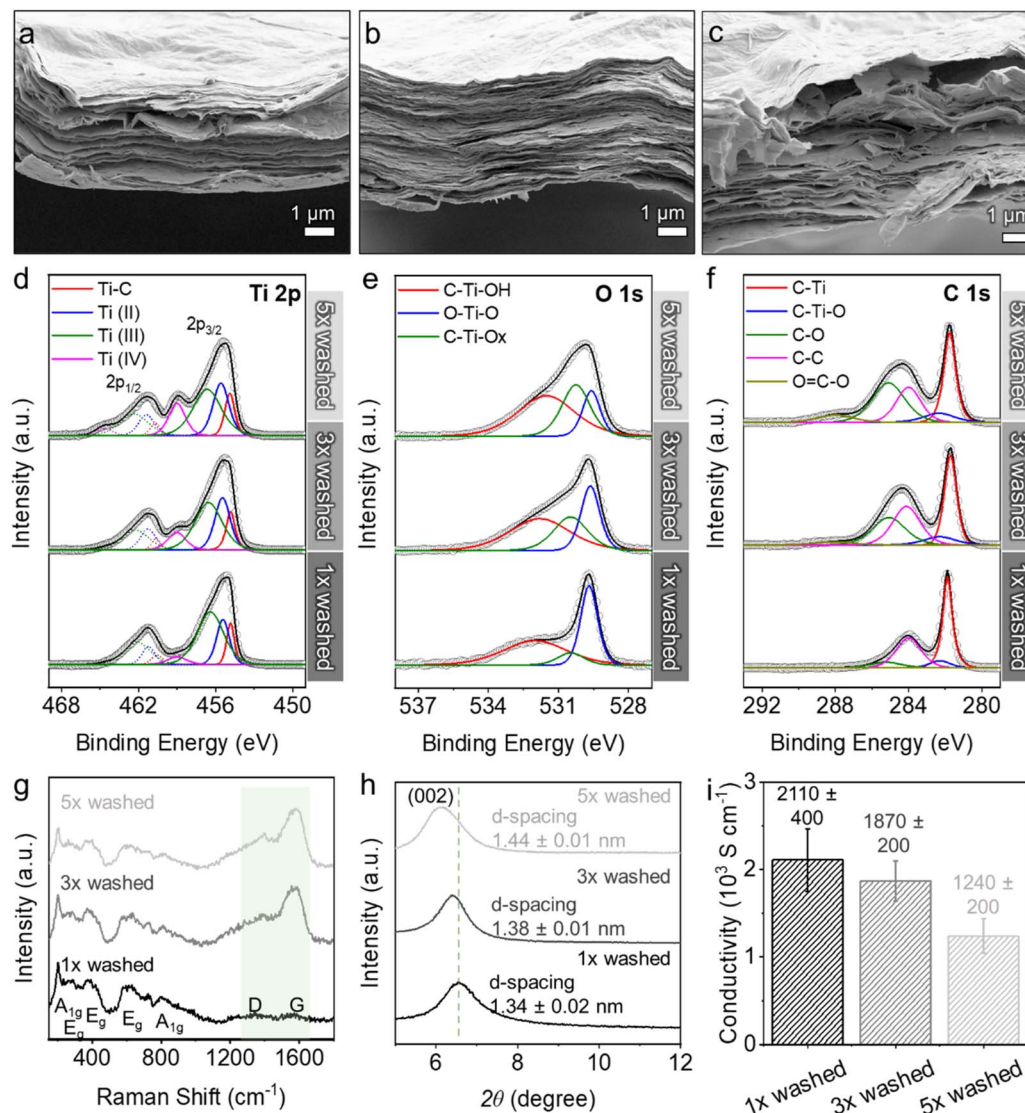 a
b
c
1 µm
1 µm
1 µm
d
Ti-C
Ti (II)
Ti (III)
Ti (IV)
Ti 2p
2p3/2
2p1/2
5x washed
3x washed
1x washed
468 462 456 450
Binding Energy (eV)
Intensity (a.u.)
e
C-Ti-OH
O-Ti-O
C-Ti-Ox
O 1s
5x washed
3x washed
1x washed
537 534 531 528
Binding Energy (eV)
Intensity (a.u.)
f
C-Ti
C-Ti-O
C-O
C-C
O=C-O
C 1s
5x washed
3x washed
1x washed
292 288 284 280
Binding Energy (eV)
Intensity (a.u.)
g
5x washed
3x washed
1x washed
A1g
Eg
Eg
Eg
A1g
D
G
400 800 1200 1600
Raman Shift (cm-1)
Intensity (a.u.)
h
(002)
5x washed
d-spacing
1.44 ± 0.01 nm
3x washed
d-spacing
1.38 ± 0.01 nm
1x washed
d-spacing
1.34 ± 0.02 nm
6 8 10 12
2θ (degree)
Intensity (a.u.)
i
2110 ±
400
1870 ±
200
1240 ±
200
3
2
1
0
Conductivity (10³ S cm-1)
1x washed
3x washed
5x washed